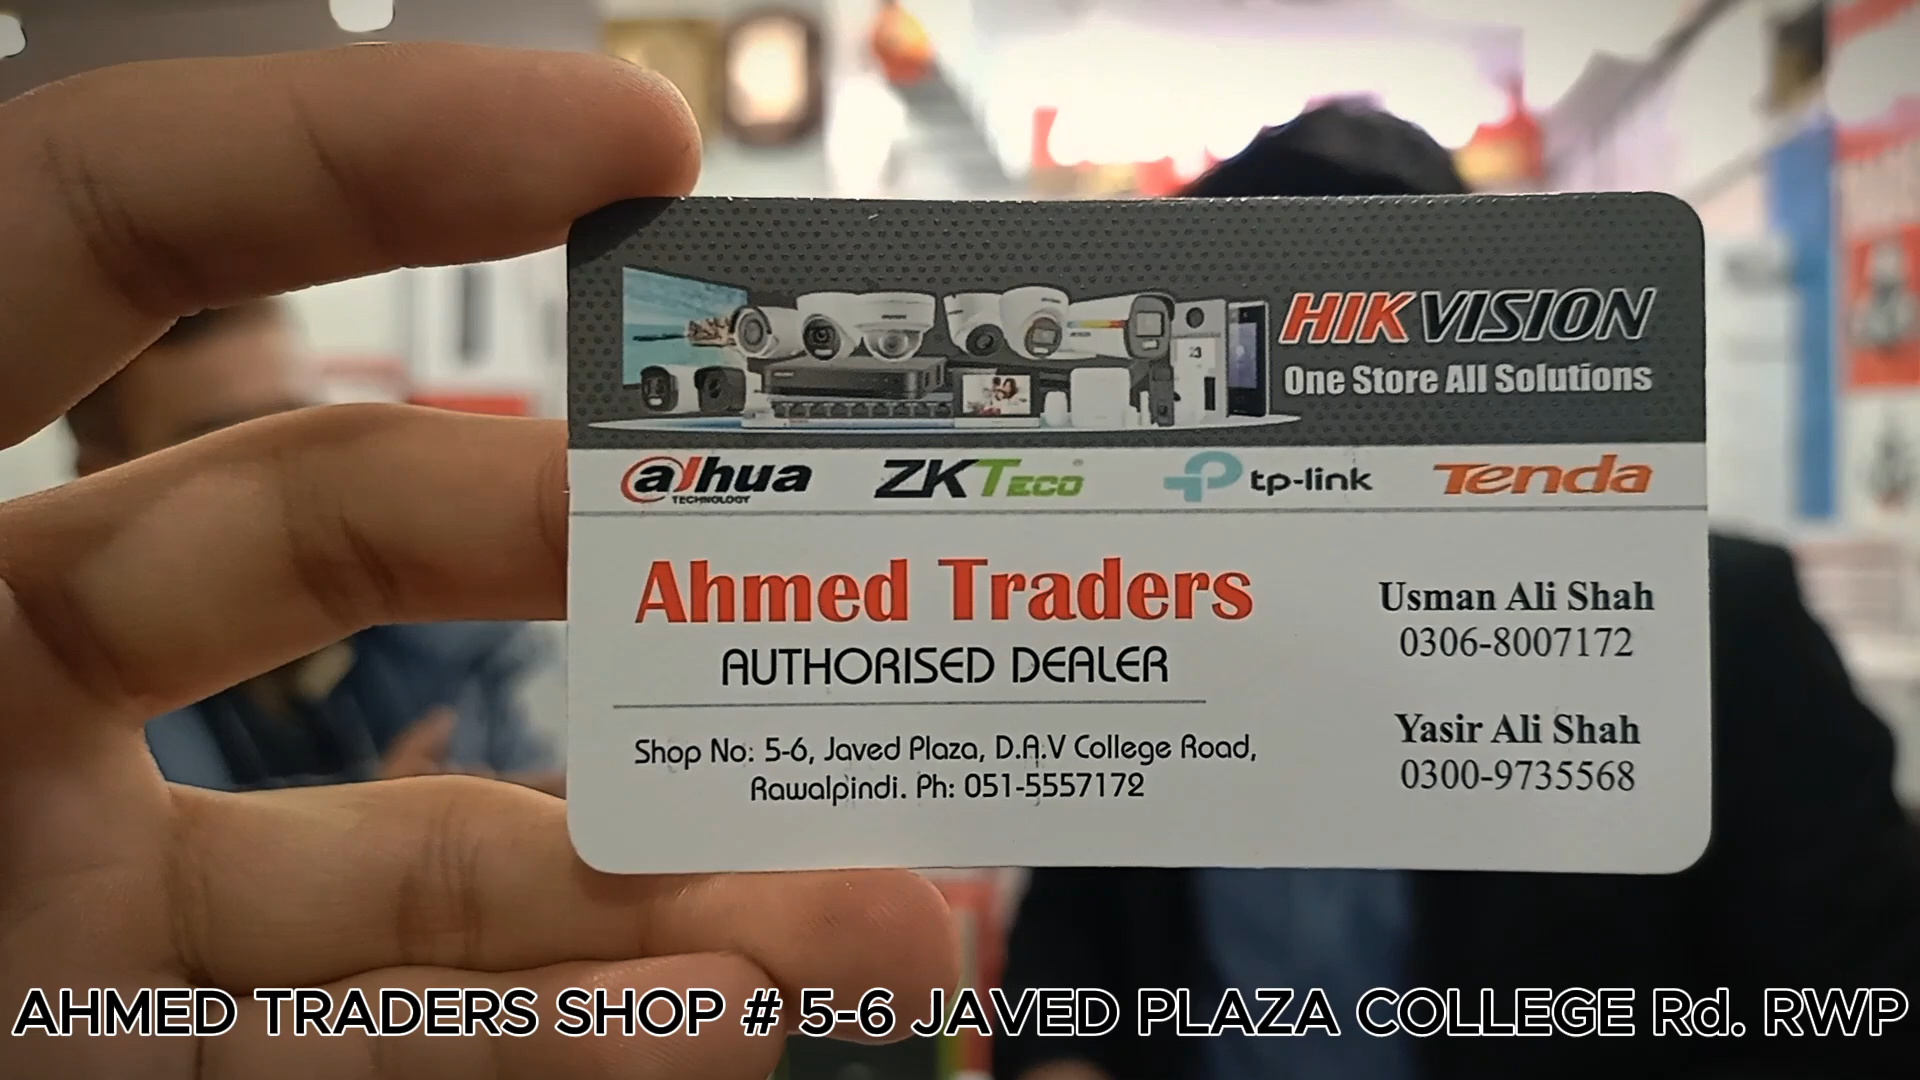 HIKVISION
One Store All Solutions
alhua TECHNOLOGY ZKTECO tp-link Tenda
Ahmed Traders
AUTHORISED DEALER
Shop No: 5-6, Javed Plaza, D.A.V College Road,
Rawalpindi. Ph: 051-5557172
Usman Ali Shah
0306-8007172
Yasir Ali Shah
0300-9735568
AHMED TRADERS SHOP # 5-6 JAVED PLAZA COLLEGE Rd. RWP